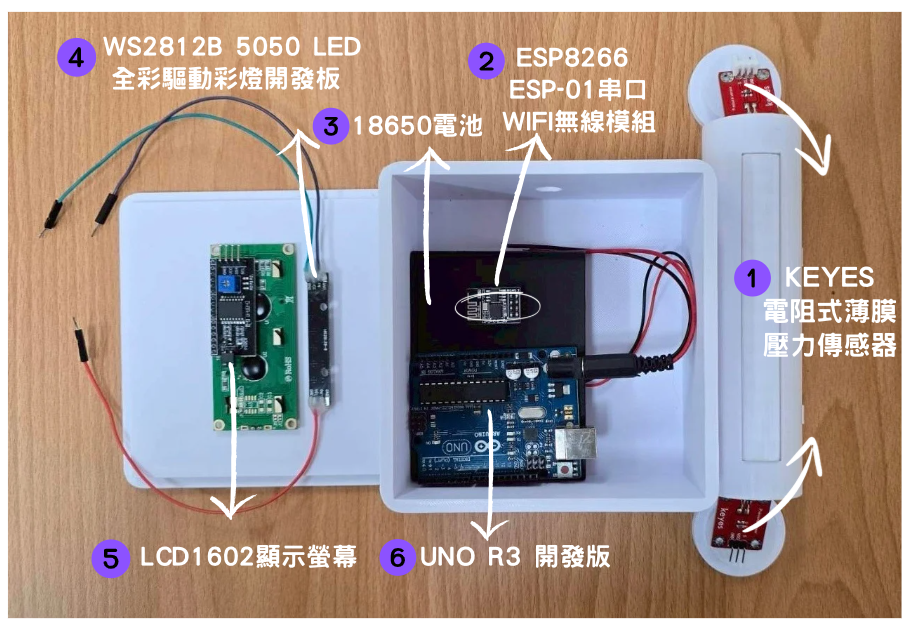 4
WS2812B 5050 LED
全彩驅動彩燈開發板
3 18650電池
2
ESP8266
ESP-01串口
WIFI無線模組
1 KEYES
電阻式薄膜
壓力傳感器
keyes
UNO
ARDUINO
5 LCD1602顯示螢幕
6 UNO R3 開發版